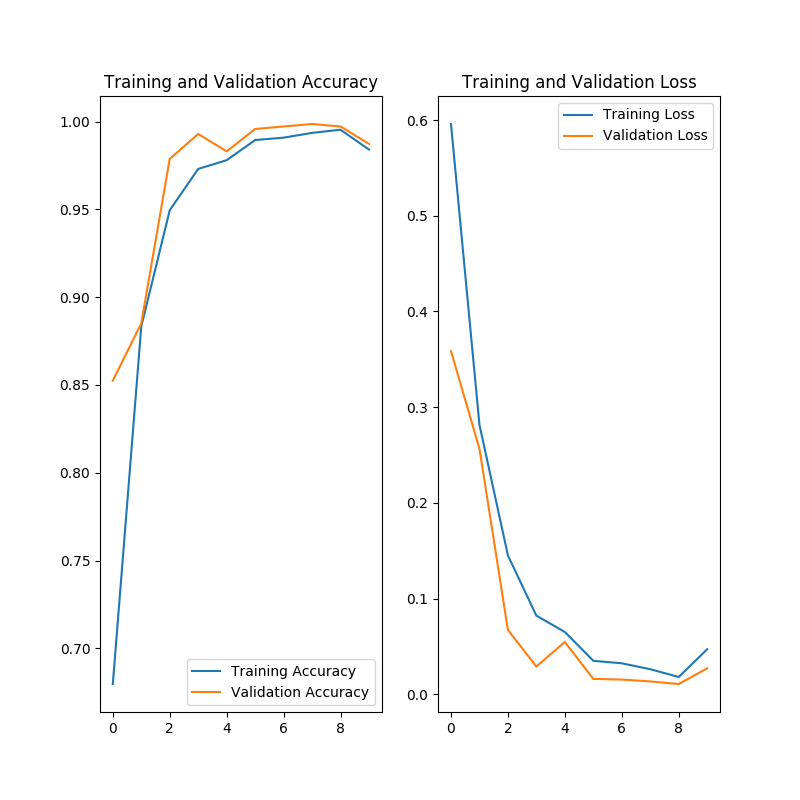 Training and Validation Accuracy
1.00
0.95
0.90
0.85
0.80
0.75
0.70
Training Accuracy
Validation Accuracy
0 2 4 6 8
Training and Validation Loss
Training Loss
Validation Loss
0.6
0.5
0.4
0.3
0.2
0.1
0.0
0 2 4 6 8